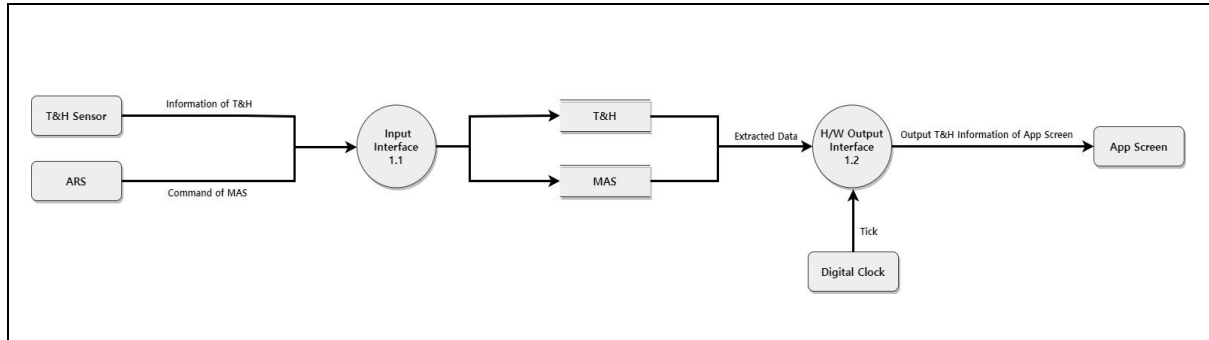 T&H Sensor
Information of T&H
ARS
Command of MAS
Input
Interface
1.1
T&H
MAS
Extracted Data
H/W Output
Interface
1.2
Output T&H Information of App Screen
App Screen
Tick
Digital Clock